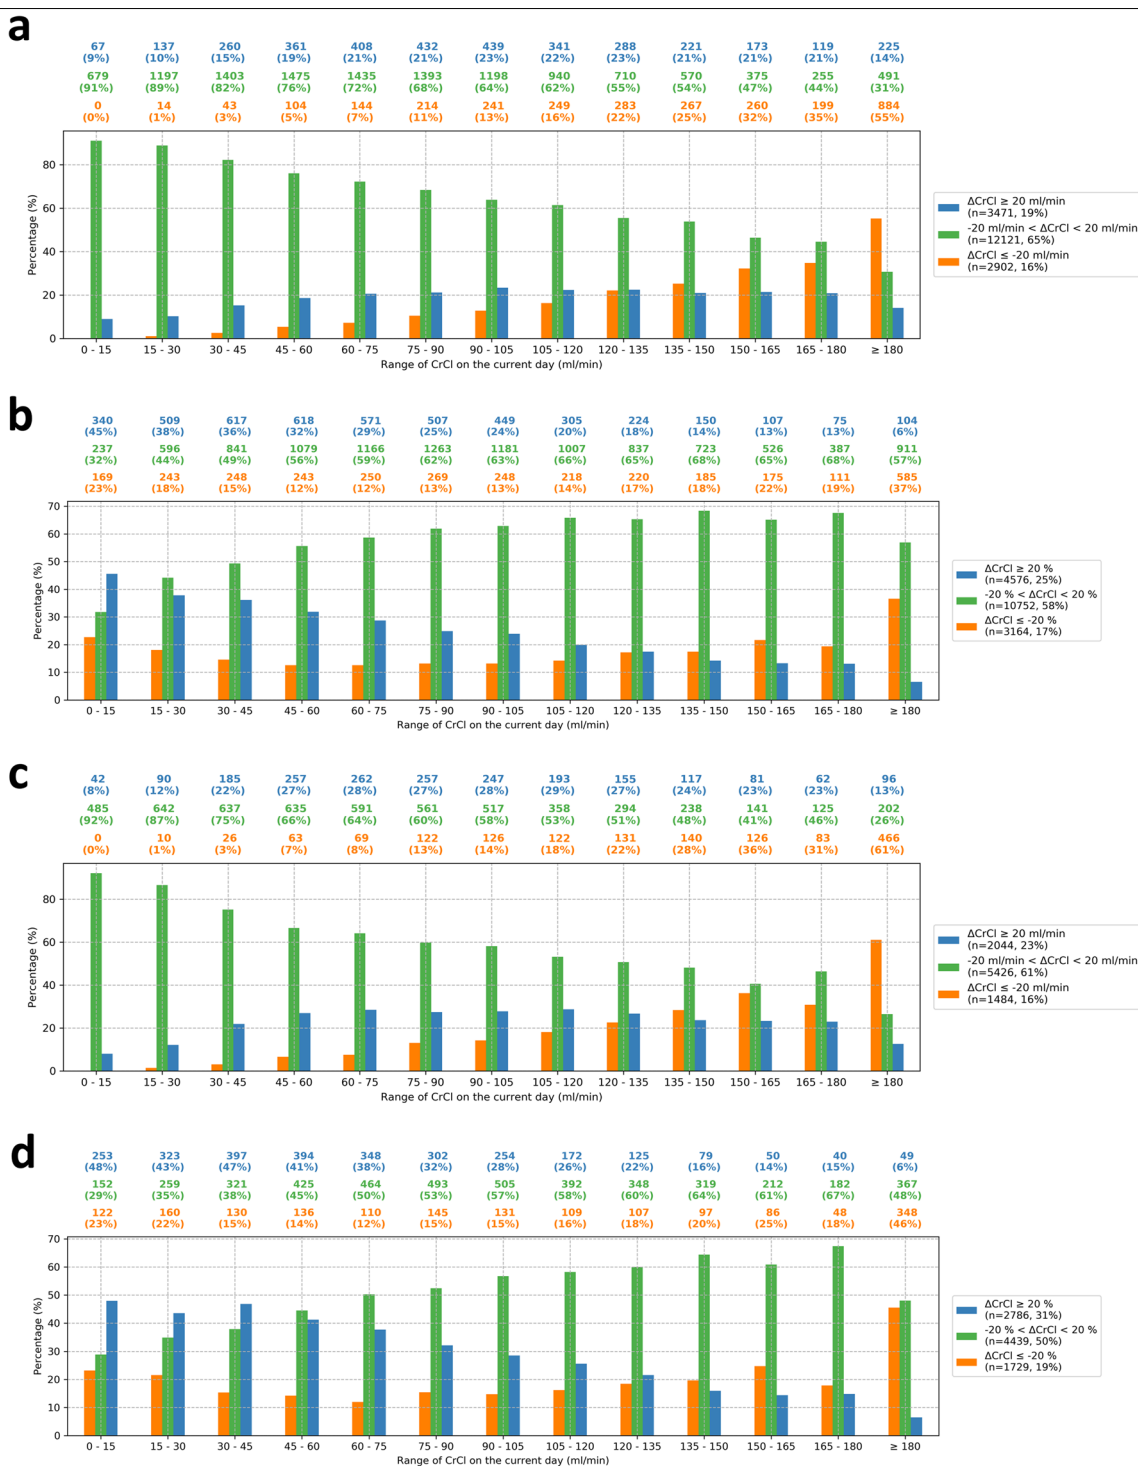 a
67 137 260 361 408 432 439 341 288 221 173 119 225
(9%) (10%) (15%) (19%) (21%) (21%) (23%) (22%) (23%) (21%) (21%) (21%) (14%)
679 1197 1403 1475 1435 1393 1198 940 710 570 375 255 491
(91%) (89%) (82%) (76%) (72%) (68%) (64%) (62%) (55%) (54%) (47%) (44%) (31%)
0 14 43 104 144 214 241 249 283 267 260 199 884
(0%) (1%) (3%) (5%) (7%) (11%) (13%) (16%) (22%) (25%) (32%) (35%) (55%)
80
60
40
20
0
Percentage (%)
0 - 15 15 - 30 30 - 45 45 - 60 60 - 75 75 - 90 90 - 105 105 - 120 120 - 135 135 - 150 150 - 165 165 - 180 ≥ 180
Range of CrCl on the current day (ml/min)
ΔCrCl ≥ 20 ml/min
(n=3471, 19%)
-20 ml/min < ΔCrCl < 20 ml/min
(n=12121, 65%)
ΔCrCl ≤ -20 ml/min
(n=2902, 16%)
b
340 509 617 618 571 507 449 305 224 150 107 75 104
(45%) (38%) (36%) (32%) (29%) (25%) (24%) (20%) (18%) (14%) (13%) (13%) (6%)
237 596 841 1079 1166 1263 1181 1007 837 723 526 387 911
(32%) (44%) (49%) (56%) (59%) (62%) (63%) (66%) (65%) (68%) (65%) (68%) (57%)
169 243 248 243 250 269 248 218 220 185 175 111 585
(23%) (18%) (15%) (12%) (12%) (13%) (13%) (14%) (17%) (18%) (22%) (19%) (37%)
70
60
50
40
30
20
10
0
Percentage (%)
0 - 15 15 - 30 30 - 45 45 - 60 60 - 75 75 - 90 90 - 105 105 - 120 120 - 135 135 - 150 150 - 165 165 - 180 ≥ 180
Range of CrCl on the current day (ml/min)
ΔCrCl ≥ 20 %
(n=4576, 25%)
-20 % < ΔCrCl < 20 %
(n=10752, 58%)
ΔCrCl ≤ -20 %
(n=3164, 17%)
c
42 90 185 257 262 257 247 193 155 117 81 62 96
(8%) (12%) (22%) (27%) (28%) (27%) (28%) (29%) (27%) (24%) (23%) (23%) (13%)
485 642 637 635 591 561 517 358 294 238 141 125 202
(92%) (87%) (75%) (66%) (64%) (60%) (58%) (53%) (51%) (48%) (41%) (46%) (26%)
0 10 26 63 69 122 126 122 131 140 126 83 466
(0%) (1%) (3%) (7%) (8%) (13%) (14%) (18%) (22%) (28%) (36%) (31%) (61%)
80
60
40
20
0
Percentage (%)
0 - 15 15 - 30 30 - 45 45 - 60 60 - 75 75 - 90 90 - 105 105 - 120 120 - 135 135 - 150 150 - 165 165 - 180 ≥ 180
Range of CrCl on the current day (ml/min)
ΔCrCl ≥ 20 ml/min
(n=2044, 23%)
-20 ml/min < ΔCrCl < 20 ml/min
(n=5426, 61%)
ΔCrCl ≤ -20 ml/min
(n=1484, 16%)
d
253 323 397 394 348 302 254 172 125 79 50 40 49
(48%) (43%) (47%) (41%) (38%) (32%) (28%) (26%) (22%) (16%) (14%) (15%) (6%)
152 259 321 425 464 493 505 392 348 319 212 182 367
(29%) (35%) (38%) (45%) (50%) (53%) (57%) (58%) (60%) (64%) (61%) (67%) (48%)
122 160 130 136 110 145 131 109 107 97 86 48 348
(23%) (22%) (15%) (14%) (12%) (15%) (15%) (16%) (18%) (20%) (25%) (18%) (46%)
70
60
50
40
30
20
10
0
Percentage (%)
0 - 15 15 - 30 30 - 45 45 - 60 60 - 75 75 - 90 90 - 105 105 - 120 120 - 135 135 - 150 150 - 165 165 - 180 ≥ 180
Range of CrCl on the current day (ml/min)
ΔCrCl ≥ 20 %
(n=2786, 31%)
-20 % < ΔCrCl < 20 %
(n=4439, 50%)
ΔCrCl ≤ -20 %
(n=1729, 19%)